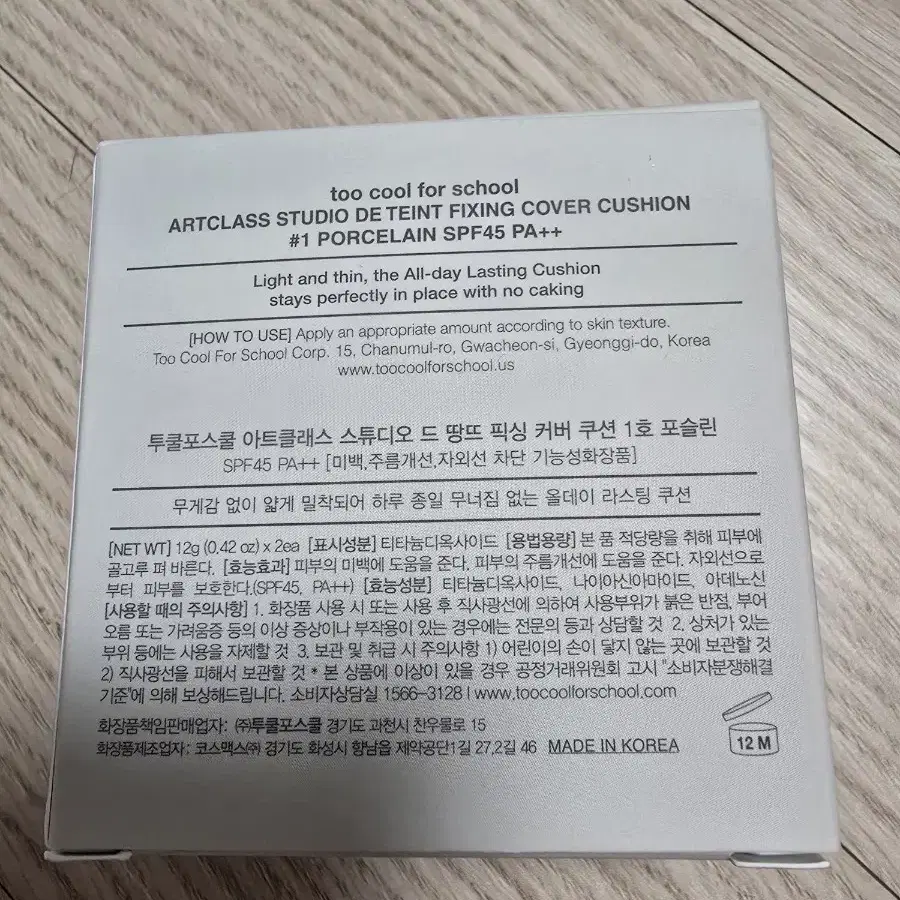 too cool for school
ARTCLASS STUDIO DE TEINT FIXING COVER CUSHION
#1 PORCELAIN SPF45 PA++
Light and thin, the All-day Lasting Cushion
stays perfectly in place with no caking
[HOW TO USE] Apply an appropriate amount according to skin texture.
Too Cool For School Corp. 15, Chanumul-ro, Gwacheon-si, Gyeonggi-do, Korea
www.toocoolforschool.us
투쿨포스쿨 아트클래스 스튜디오 드 땅뜨 픽싱 커버 쿠션 1호 포슬린
SPF45 PA++ [미백,주름개선,자외선 차단 기능성화장품]
무게감 없이 얇게 밀착되어 하루 종일 무너짐 없는 올데이 라스팅 쿠션
[NET WT] 12g (0.42 oz) x 2ea [표시성분] 티타늄디옥사이드 [용법용량] 본 품 적당량을 취해 피부에
골고루 펴 바른다. [효능효과] 피부의 미백에 도움을 준다. 피부의 주름개선에 도움을 준다. 자외선으로
부터 피부를 보호한다.(SPF45, PA++) [효능성분] 티타늄디옥사이드, 나이아신아마이드, 아데노신
[사용할 때의 주의사항] 1. 화장품 사용 시 또는 사용 후 직사광선에 의하여 사용부위가 붉은 반점, 부어
오름 또는 가려움증 등의 이상 증상이나 부작용이 있는 경우에는 전문의 등과 상담할 것 2. 상처가 있는
부위 등에는 사용을 자제할 것 3. 보관 및 취급 시 주의사항 1) 어린이의 손이 닿지 않는 곳에 보관할 것
2) 직사광선을 피해서 보관할 것 * 본 상품에 이상이 있을 경우 공정거래위원회 고시 "소비자분쟁해결
기준"에 의해 보상해드립니다. 소비자상담실 1566-3128 | www.toocoolforschool.com
화장품책임판매업자: ㈜투쿨포스쿨 경기도 과천시 찬우물로 15
화장품제조업자: 코스맥스㈜ 경기도 화성시 향남읍 제약공단1길 27,2길 46 MADE IN KOREA
12 M